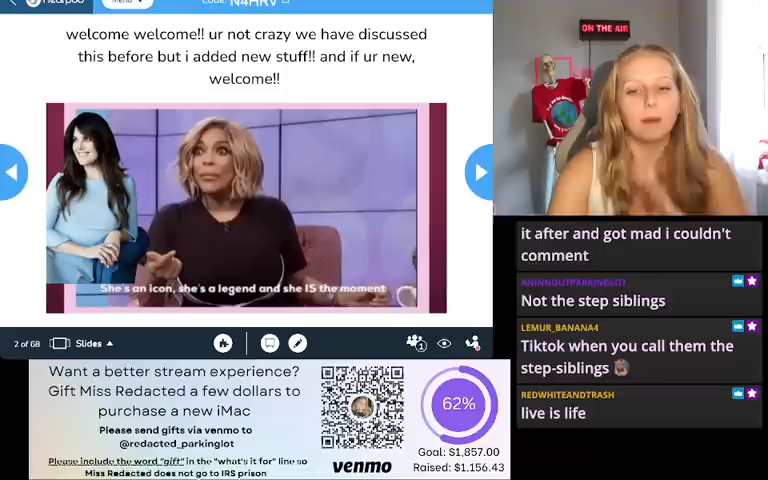 Menu
CODE: N4HRV
welcome welcome!! ur not crazy we have discussed
this before but i added new stuff!! and if ur new,
welcome!!
She's an icon, she's a legend and she IS the moment
2 of 68
Slides
1
ON THE AIR
it after and got mad i couldn't
comment
ANINNOUTPARKINGLOT
Not the step siblings
LEMUR_BANANA4
Tiktok when you call them the
step-siblings
REDWHITEANDTRASH
live is life
Want a better stream experience?
Gift Miss Redacted a few dollars to
purchase a new iMac
Please send gifts via venmo to
@redacted_parkinglot
Please include the word "gift" in the "what's it for" line so
Miss Redacted does not go to IRS prison
venmo
62%
Goal: $1,857.00
Raised: $1,156.43